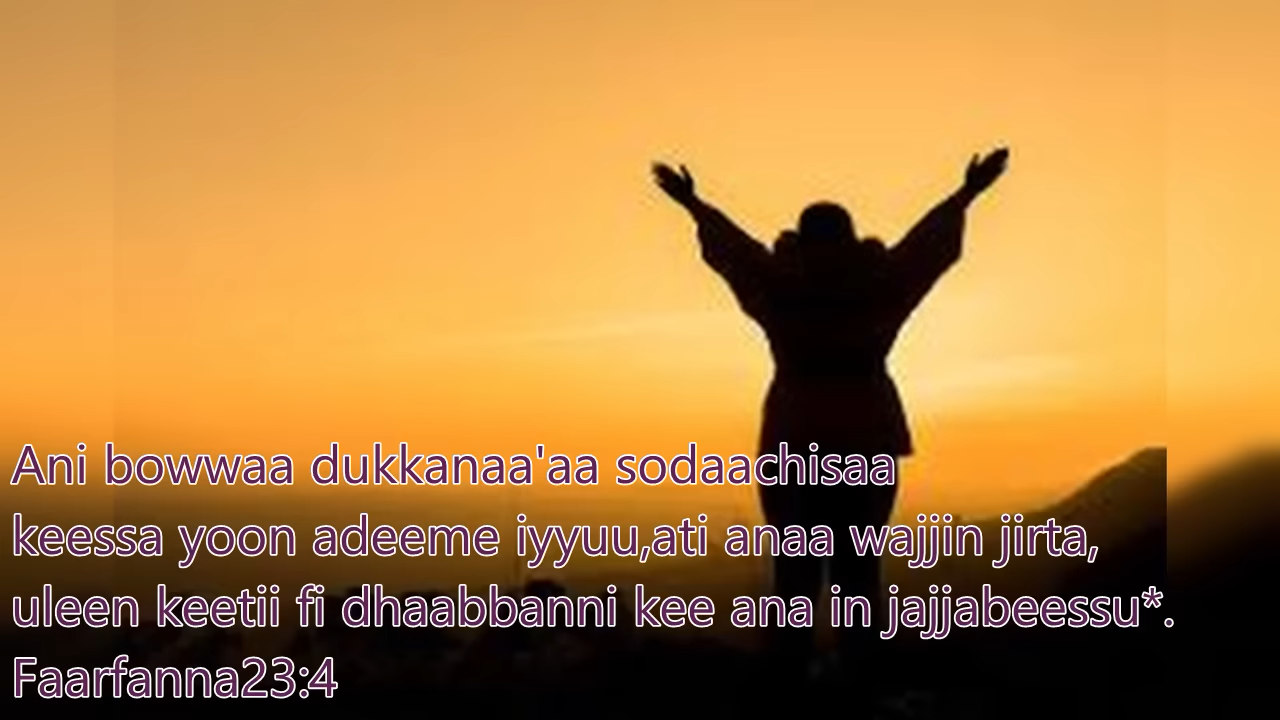 Ani bowwaa dukkanaa'aa sodaachisaa
keessa yoon adeeme iyyuu,ati anaa wajjin jirta,
uleen keetii fi dhaabbanni kee ana in jajjabeessu*.
Faarfanna23:4